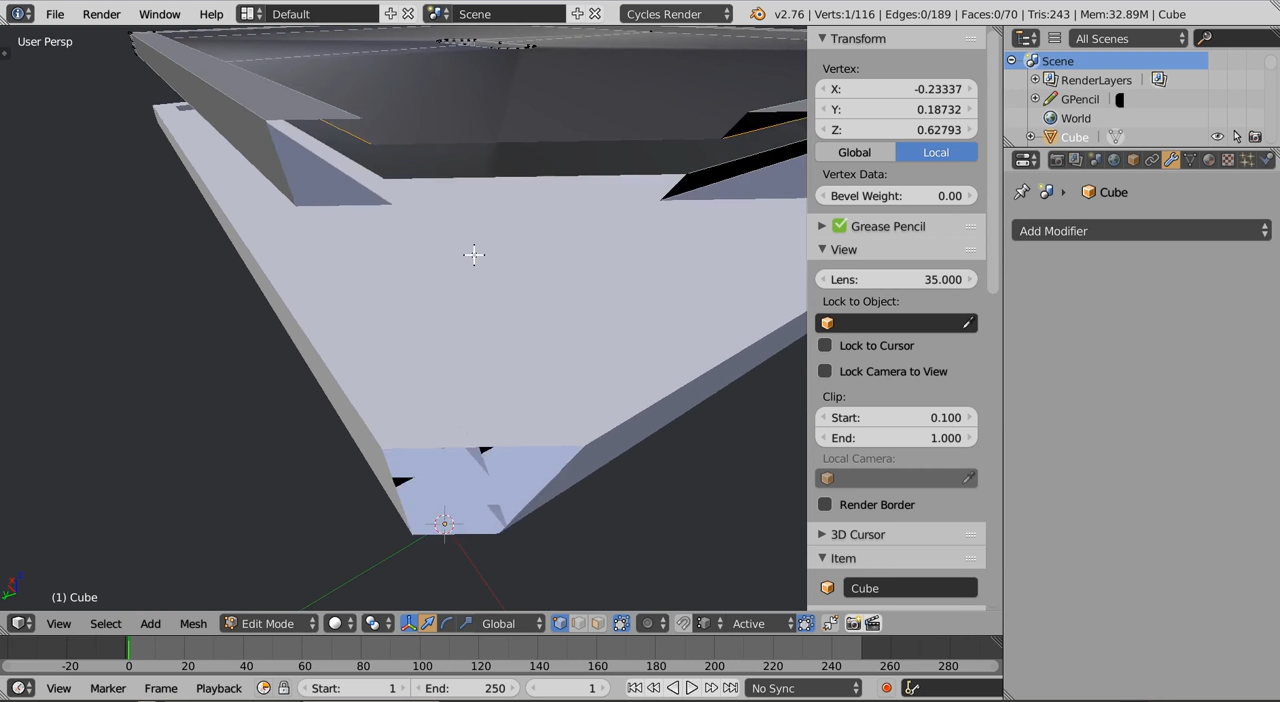 File Render Window Help Default Scene Cycles Render v2.76 | Verts:1/116 | Edges:0/189 | Faces:0/70 | Tris:243 | Mem:32.89M | Cube
User Persp
Transform
Vertex:
X: -0.23337
Y: 0.18732
Z: 0.62793
Global Local
Vertex Data:
Bevel Weight: 0.00
Grease Pencil
View
Lens: 35.000
Lock to Object:
Lock to Cursor
Lock Camera to View
Clip:
Start: 0.100
End: 1.000
Local Camera:
Render Border
3D Cursor
Item
Cube
All Scenes
Scene
RenderLayers
GPencil
World
Cube
Cube
Add Modifier
(1) Cube
View Select Add Mesh Edit Mode Global Active
-20 0 20 40 60 80 100 120 140 160 180 200 220 240 260 280
View Marker Frame Playback Start: 1 End: 250 1 No Sync